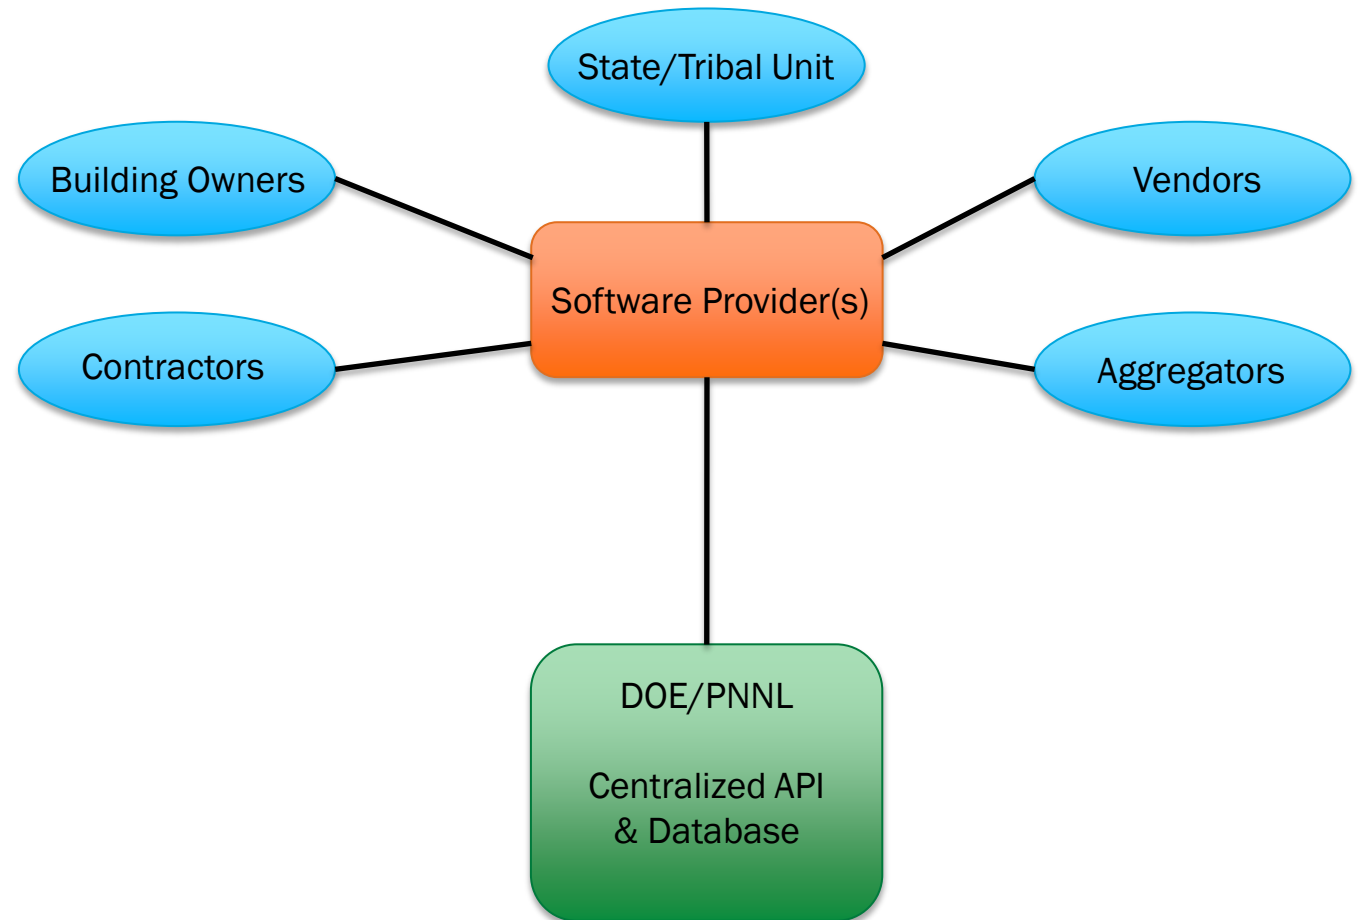 State/Tribal Unit
Building Owners
Vendors
Software Provider(s)
Contractors
Aggregators
DOE/PNNL
Centralized API
& Database